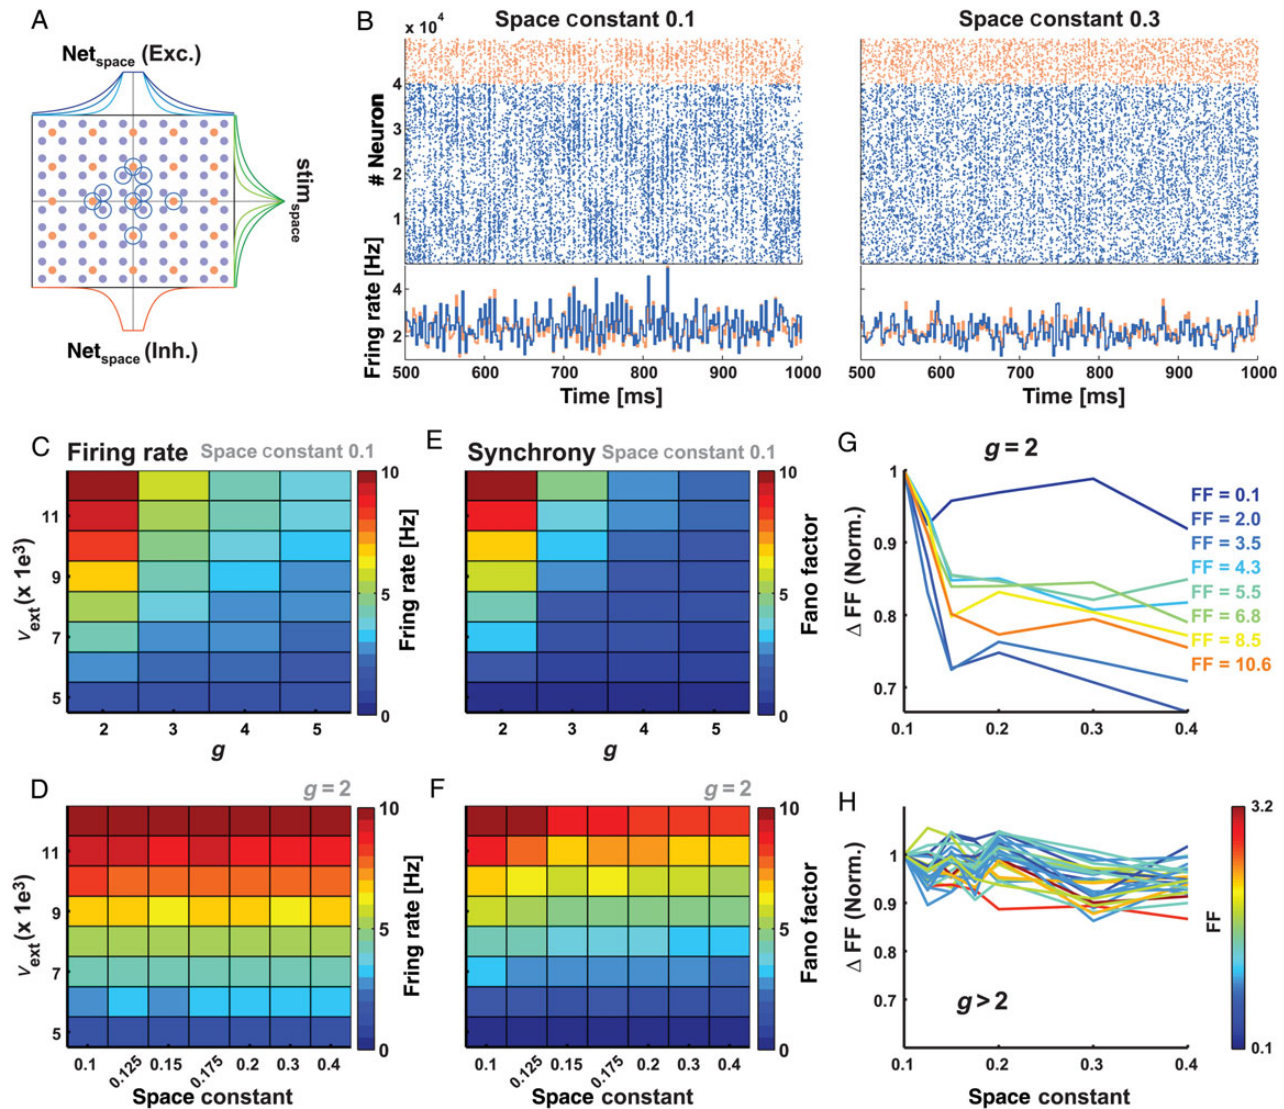 A
Net_space (Exc.)
stim_space
Net_space (Inh.)
B
Space constant 0.1
Space constant 0.3
x 10^4
# Neuron
4
3
2
1
Firing rate [Hz]
4
2
500 600 700 800 900 1000
Time [ms]
500 600 700 800 900 1000
Time [ms]
C Firing rate Space constant 0.1
ν_ext (x 1e³)
11
9
7
5
2 3 4 5
g
10
5
0
Firing rate [Hz]
E Synchrony Space constant 0.1
2 3 4 5
g
10
5
0
Fano factor
G g = 2
Δ FF (Norm.)
1
0.9
0.8
0.7
0.1 0.2 0.3 0.4
FF = 0.1
FF = 2.0
FF = 3.5
FF = 4.3
FF = 5.5
FF = 6.8
FF = 8.5
FF = 10.6
D g = 2
ν_ext (x 1e³)
11
9
7
5
0.1 0.125 0.15 0.175 0.2 0.3 0.4
Space constant
10
5
0
Fring rate [Hz]
F g = 2
0.1 0.125 0.15 0.175 0.2 0.3 0.4
Space constant
10
5
0
Fano factor
H
Δ FF (Norm.)
1
0.9
0.8
0.7
g > 2
0.1 0.2 0.3 0.4
Space constant
3.2
FF
0.1